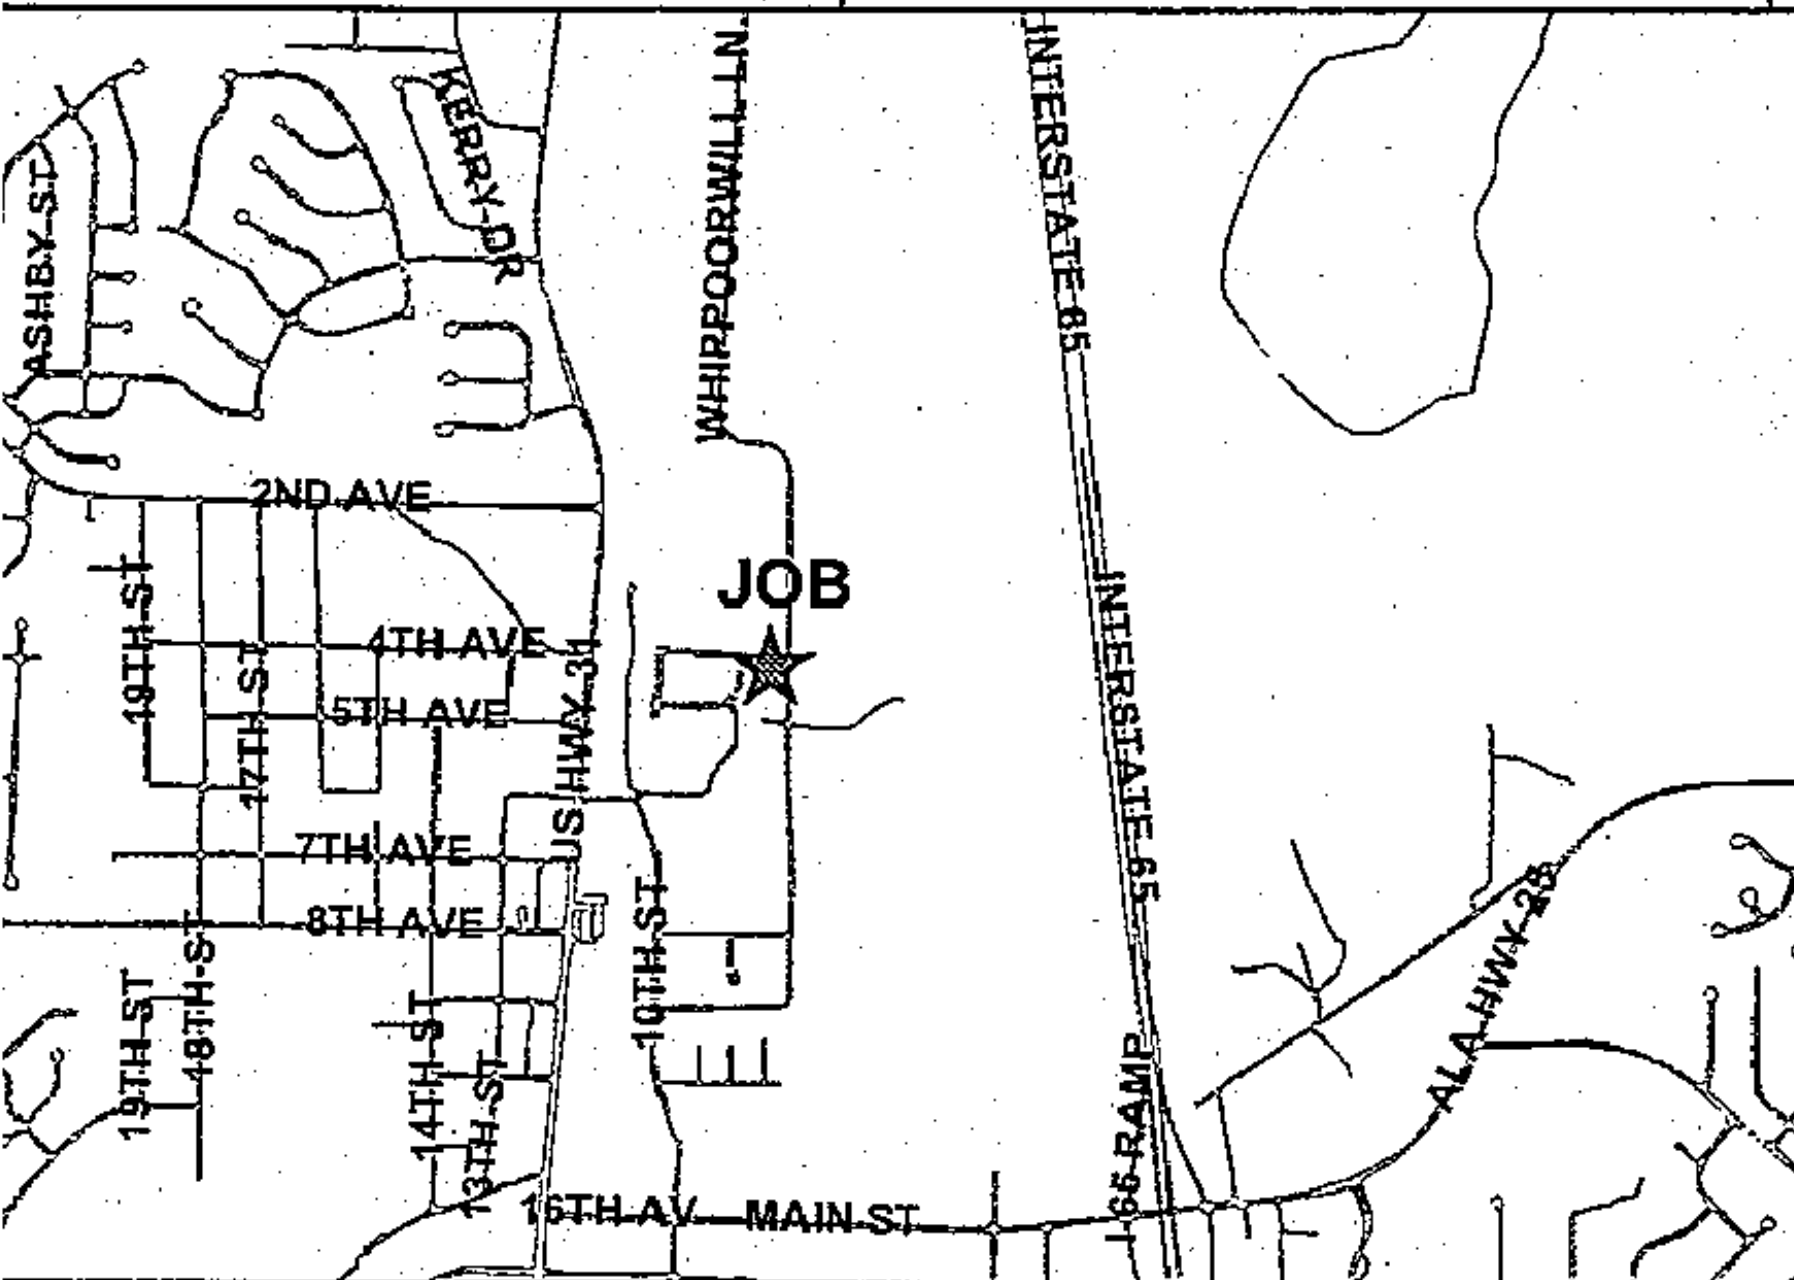 WHIPPOORWILL LN
INTERSTATE 65
KERRY DR
ASHBY ST
2ND AVE
JOB
19TH ST
4TH AVE
INTERSTATE 65
17TH ST
5TH AVE
US HWY 31
7TH AVE
8TH AVE
10TH ST
18TH ST
19TH ST
14TH ST
13TH ST
I 65 RAMP
ALA HWY 25
16TH AV
MAIN ST